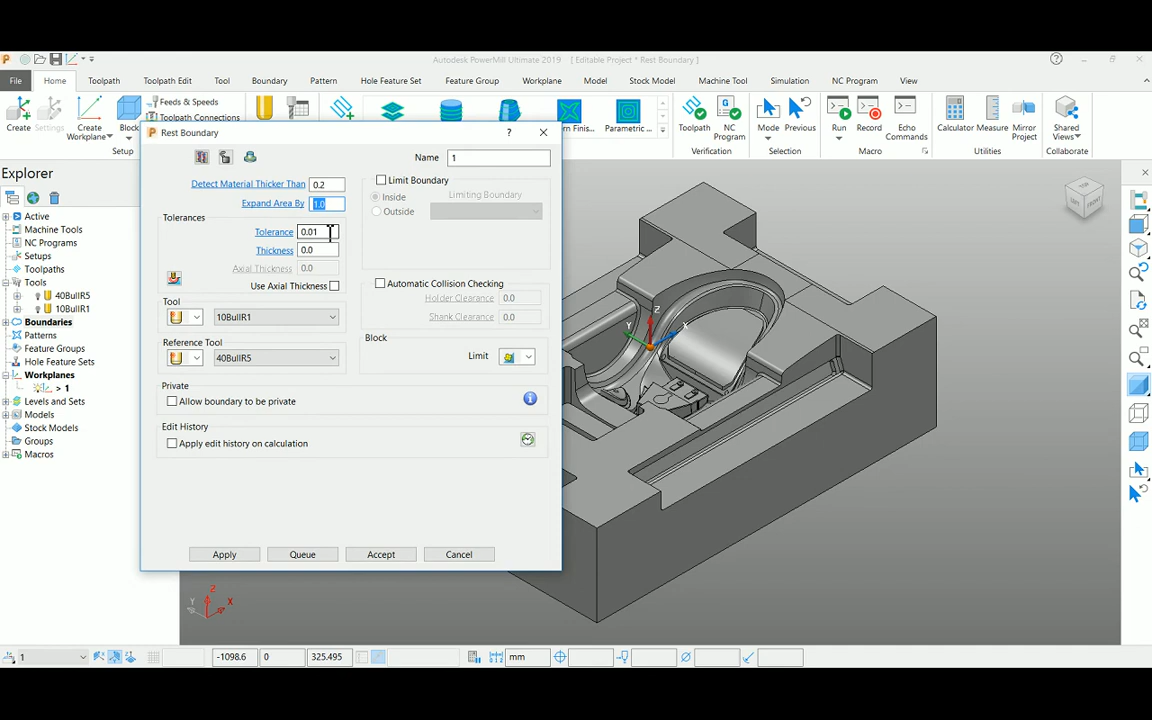 Autodesk PowerMill Ultimate 2019    [ Editable Project * Rest Boundary ]
File Home Toolpath Toolpath Edit Tool Boundary Pattern Hole Feature Set Feature Group Workplane Model Stock Model Machine Tool Simulation NC Program View
Feeds & Speeds
Toolpath Connections
Create Settings Create Workplane Block
Setup
rn Finis... Parametric ...
Toolpath NC Program
Verification
Mode Previous
Selection
Run Record Echo Commands
Macro
Calculator Measure Mirror Project
Utilities
Shared Views
Collaborate
Explorer
Active
Machine Tools
NC Programs
Setups
Toolpaths
Tools
40BullR5
10BullR1
Boundaries
Patterns
Feature Groups
Hole Feature Sets
Workplanes
> 1
Levels and Sets
Models
Stock Models
Groups
Macros
Rest Boundary
Name 1
Detect Material Thicker Than 0.2
Expand Area By 1.0
Tolerances
Tolerance 0.01
Thickness 0.0
Axial Thickness 0.0
Use Axial Thickness
Tool
10BullR1
Reference Tool
40BullR5
Limit Boundary
Inside
Limiting Boundary
Outside
Automatic Collision Checking
Holder Clearance 0.0
Shank Clearance 0.0
Block
Limit
Private
Allow boundary to be private
Edit History
Apply edit history on calculation
Apply Queue Accept Cancel
Z
Y
X
LEFT FRONT
Z
Y X
1 -1098.6 0 325.495 mm